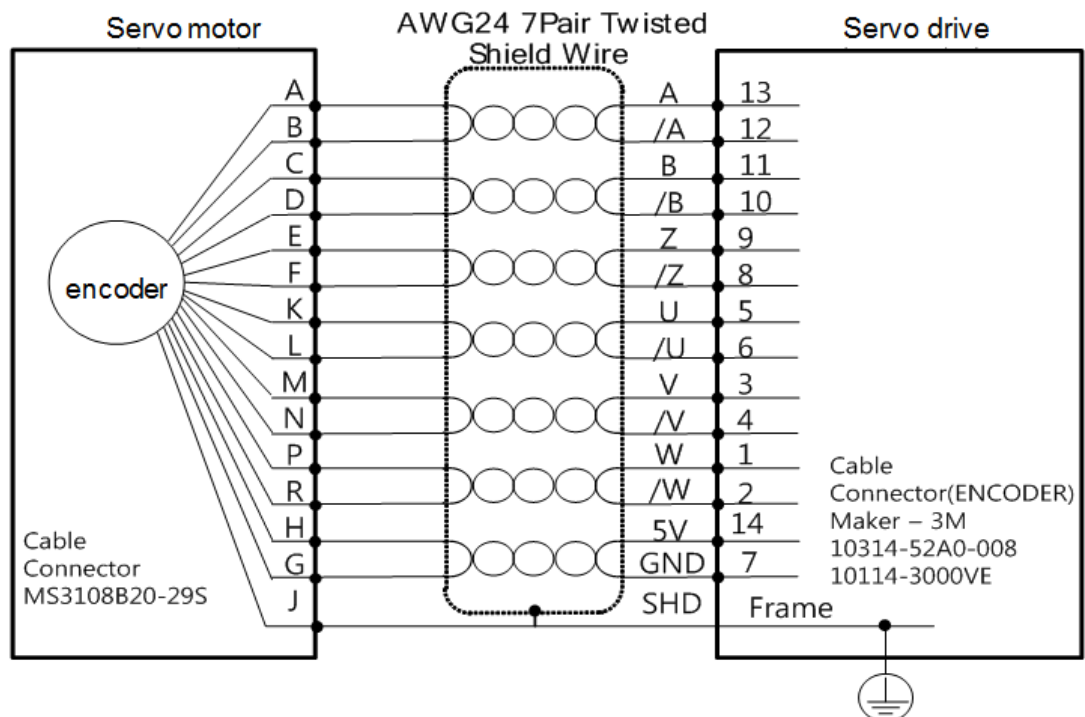 Servo motor
AWG24 7Pair Twisted
Shield Wire
Servo drive
A
A
13
B
/A
12
C
B
11
D
/B
10
E
Z
9
F
/Z
8
encoder
K
U
5
L
/U
6
M
V
3
N
/V
4
P
W
1
R
/W
2
H
5V
14
G
GND
7
J
SHD
Frame
Cable
Connector
MS3108B20-29S
Cable
Connector(ENCODER)
Maker – 3M
10314-52A0-008
10114-3000VE